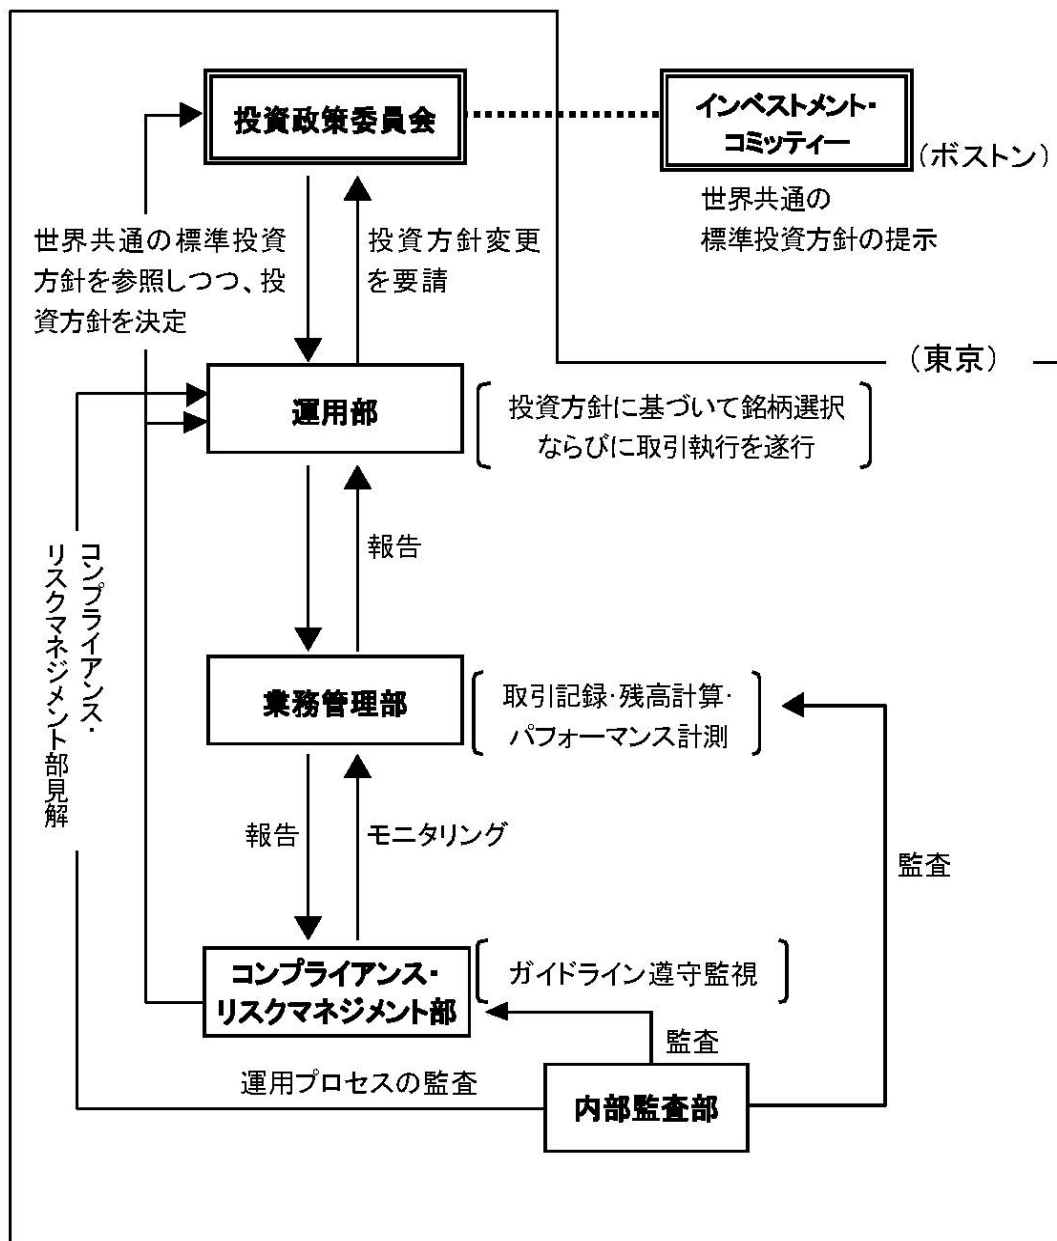 投資政策委員会
インベストメント・
コミッティー
（ボストン）
世界共通の
標準投資方針の提示
世界共通の標準投資
方針を参照しつつ、投
資方針を決定
投資方針変更
を要請
（東京）
運用部
投資方針に基づいて銘柄選択
ならびに取引執行を遂行
報告
コンプライアンス・
リスクマネジメント部見解
業務管理部
取引記録・残高計算・
パフォーマンス計測
報告
モニタリング
監査
コンプライアンス・
リスクマネジメント部
ガイドライン遵守監視
監査
運用プロセスの監査
内部監査部